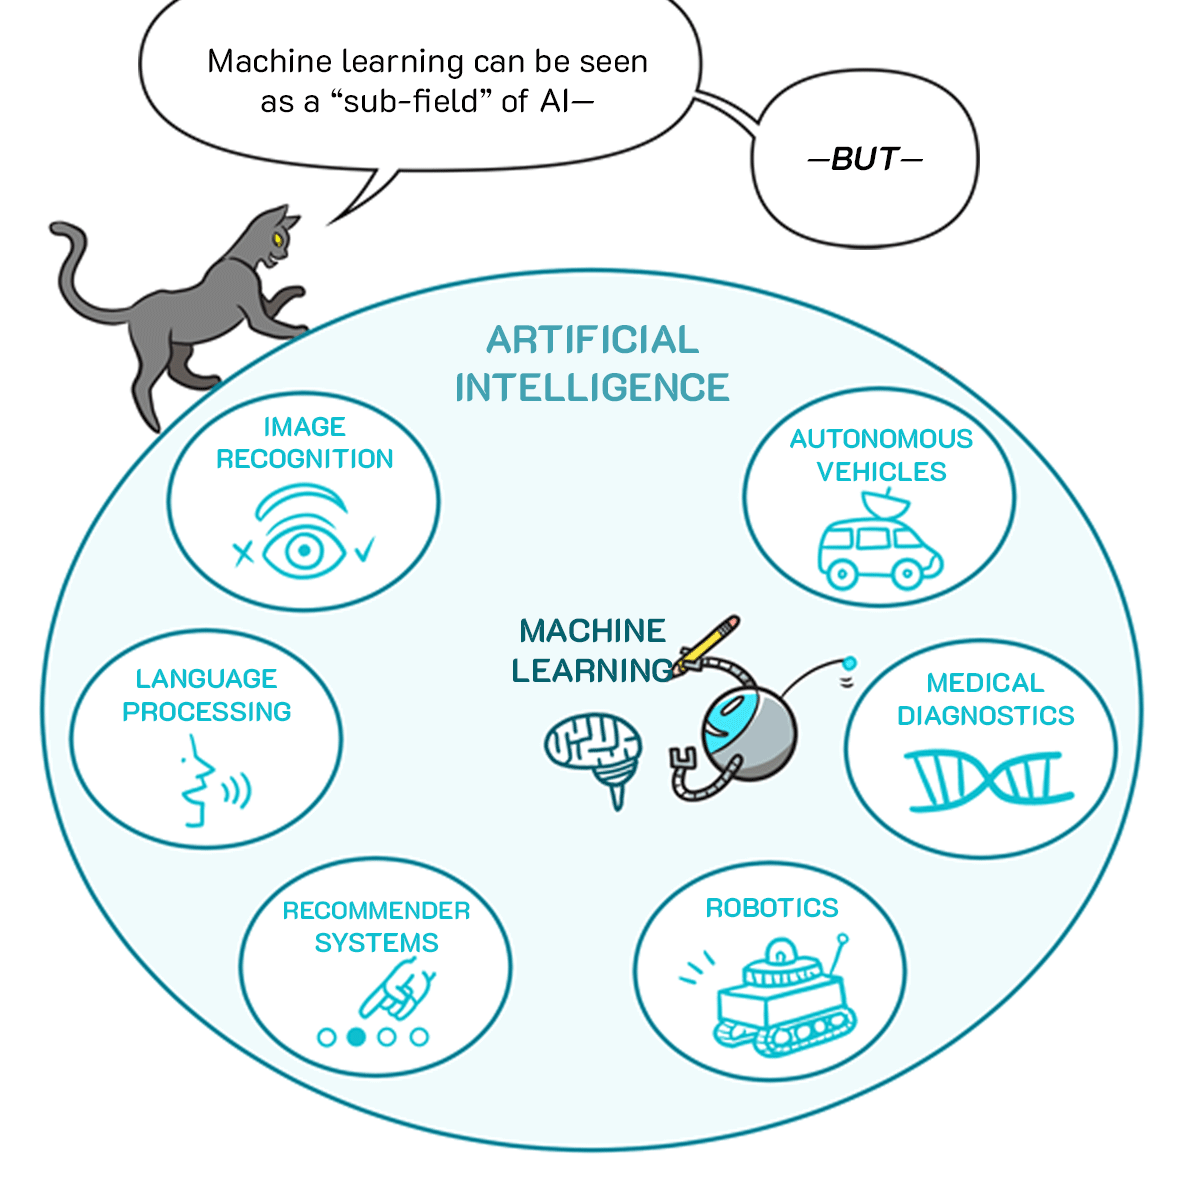 Machine learning can be seen
as a “sub-field” of AI—
—BUT—
ARTIFICIAL
INTELLIGENCE
IMAGE
RECOGNITION
AUTONOMOUS
VEHICLES
MACHINE
LEARNING
LANGUAGE
PROCESSING
MEDICAL
DIAGNOSTICS
RECOMMENDER
SYSTEMS
ROBOTICS